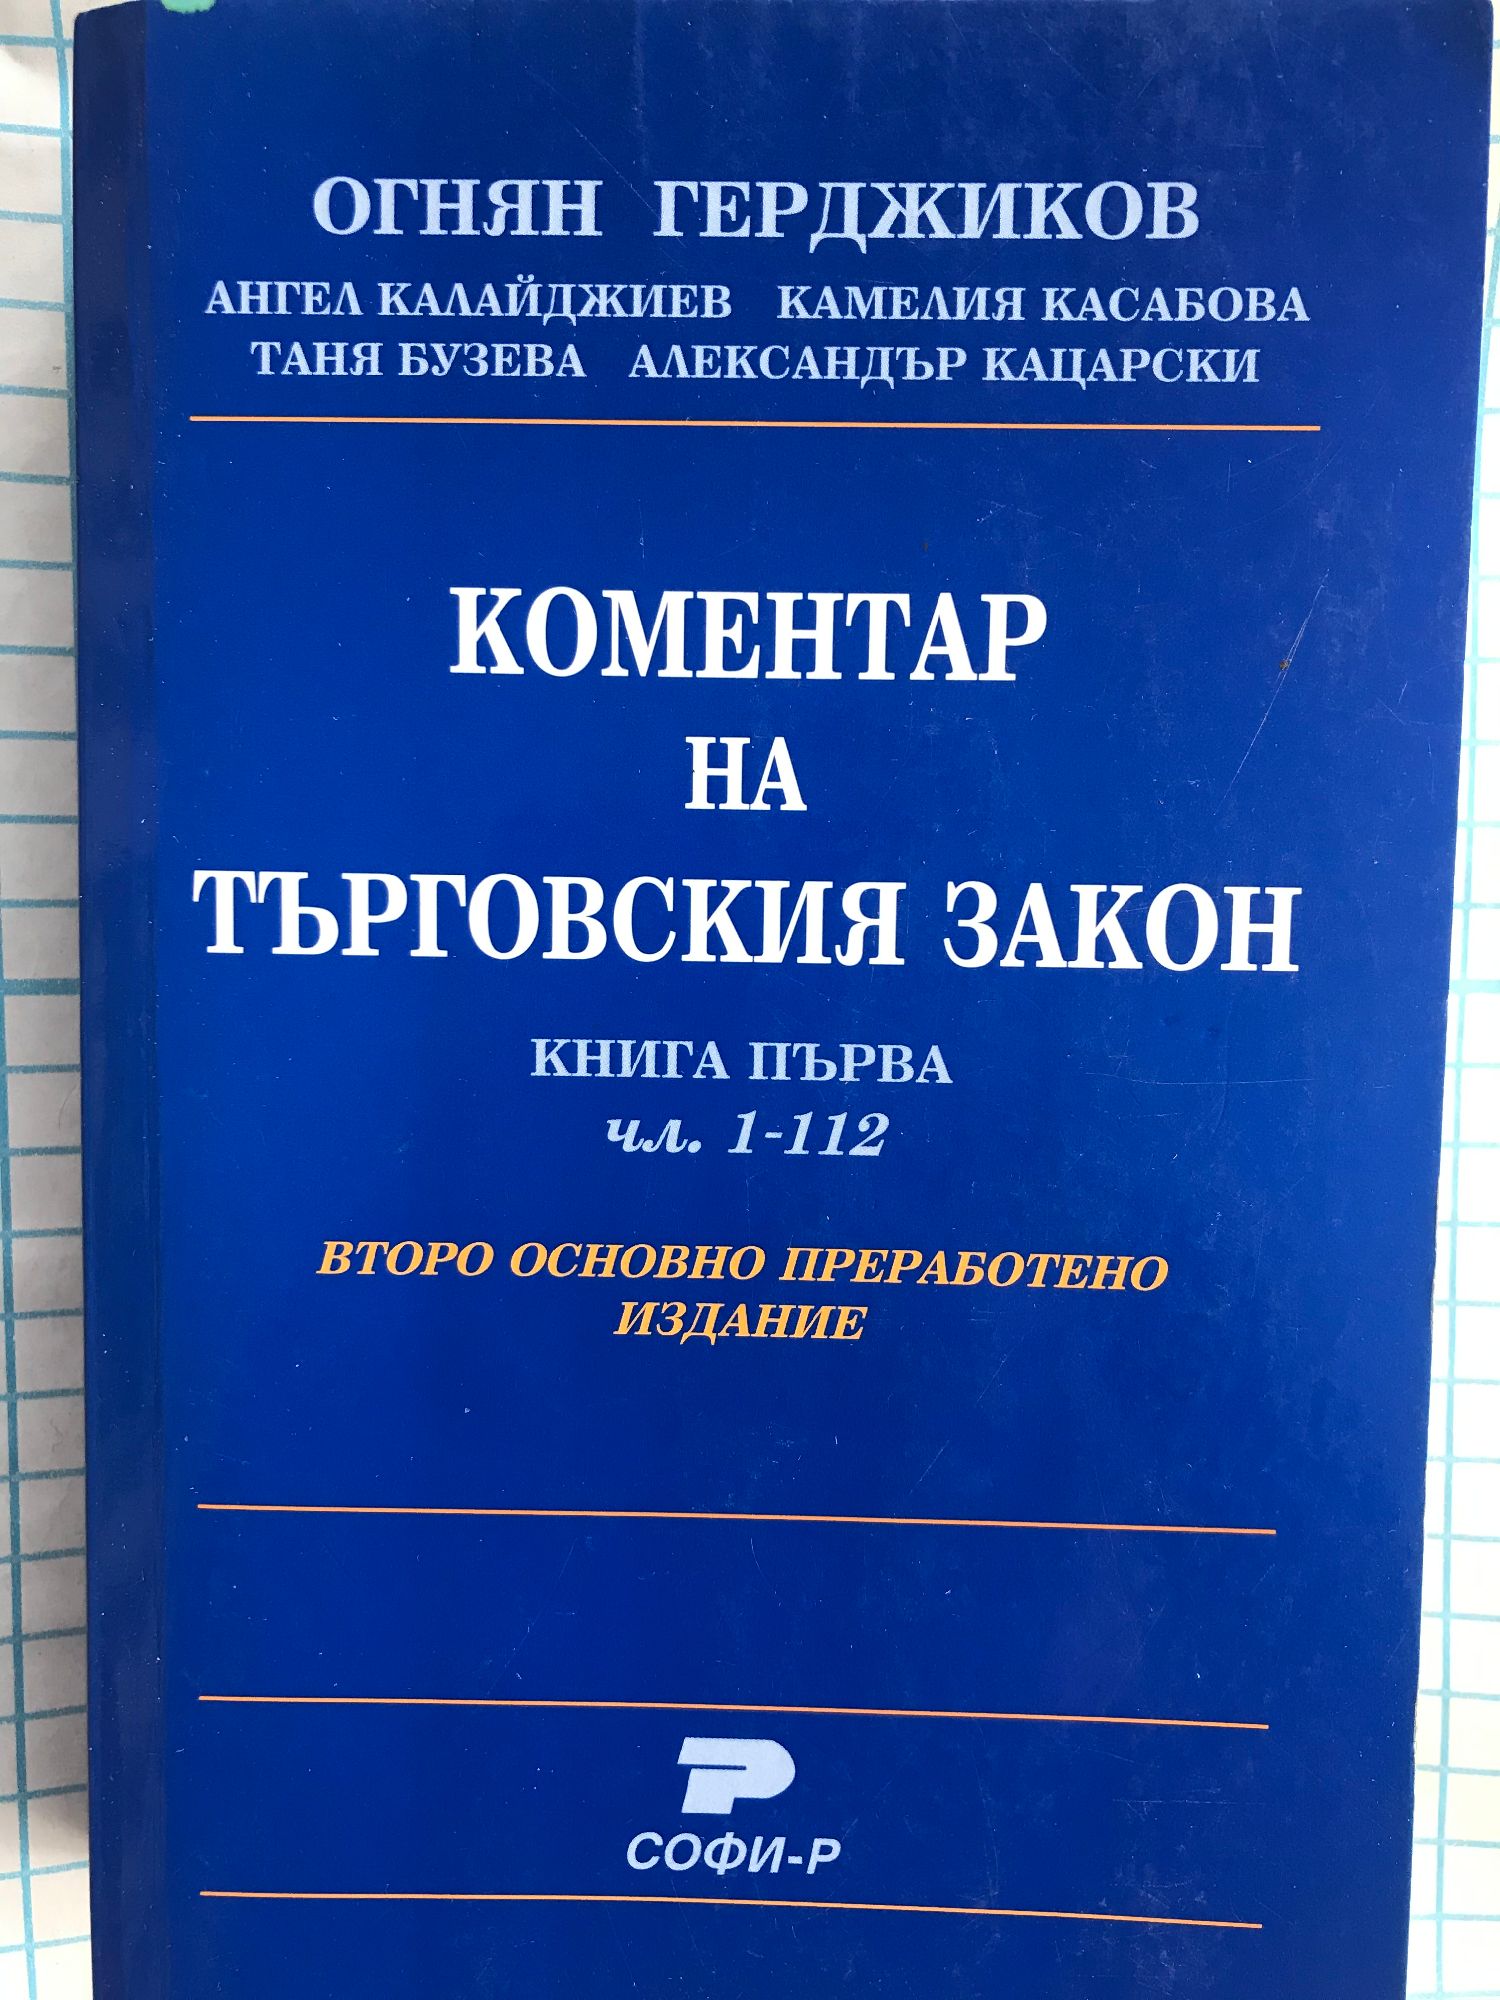 ОГНЯН ГЕРДЖИКОВ
АНГЕЛ КАЛАЙДЖИЕВ КАМЕЛИЯ КАСАБОВА
ТАНЯ БУЗЕВА АЛЕКСАНДЪР КАЦАРСКИ
КОМЕНТАР
НА
ТЪРГОВСКИЯ ЗАКОН
КНИГА ПЪРВА
чл. 1-112
ВТОРО ОСНОВНО ПРЕРАБОТЕНО
ИЗДАНИЕ
СОФИ-Р